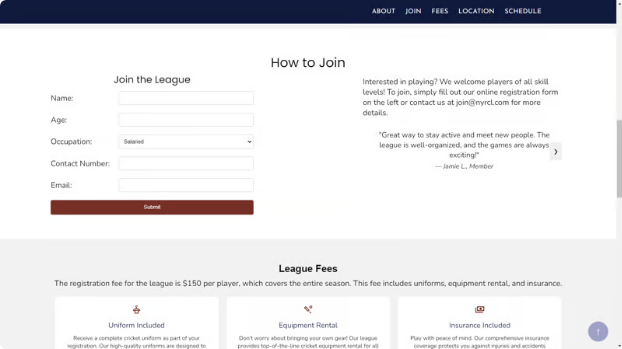 ABOUT JOIN FEES LOCATION SCHEDULE
How to Join
Join the League
Name:
Age:
Occupation: Salaried
Contact Number:
Email:
Submit
Interested in playing? We welcome players of all skill
levels! To join, simply fill out our online registration form
on the left or contact us at join@nyrcl.com for more
details.
"Great way to stay active and meet new people. The
league is well-organized, and the games are always
exciting!"
— Jamie L., Member
League Fees
The registration fee for the league is $150 per player, which covers the entire season. This fee includes uniforms, equipment rental, and insurance.
Uniform Included
Receive a complete cricket uniform as part of your
registration. Our high-quality uniforms are designed to
Equipment Rental
Don't worry about bringing your gear! Our league
provides top-of-the-line cricket equipment rental for all
Insurance Included
Play with peace of mind. Our comprehensive insurance
coverage protects you against injuries and accidents